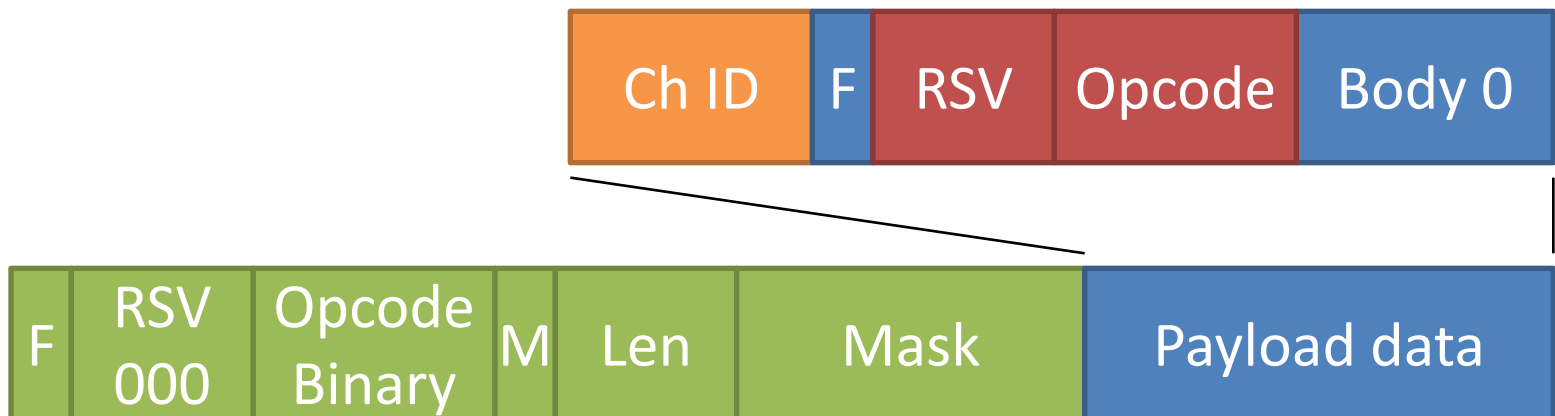 Ch ID F RSV Opcode Body 0
F RSV 000 Opcode Binary M Len Mask Payload data